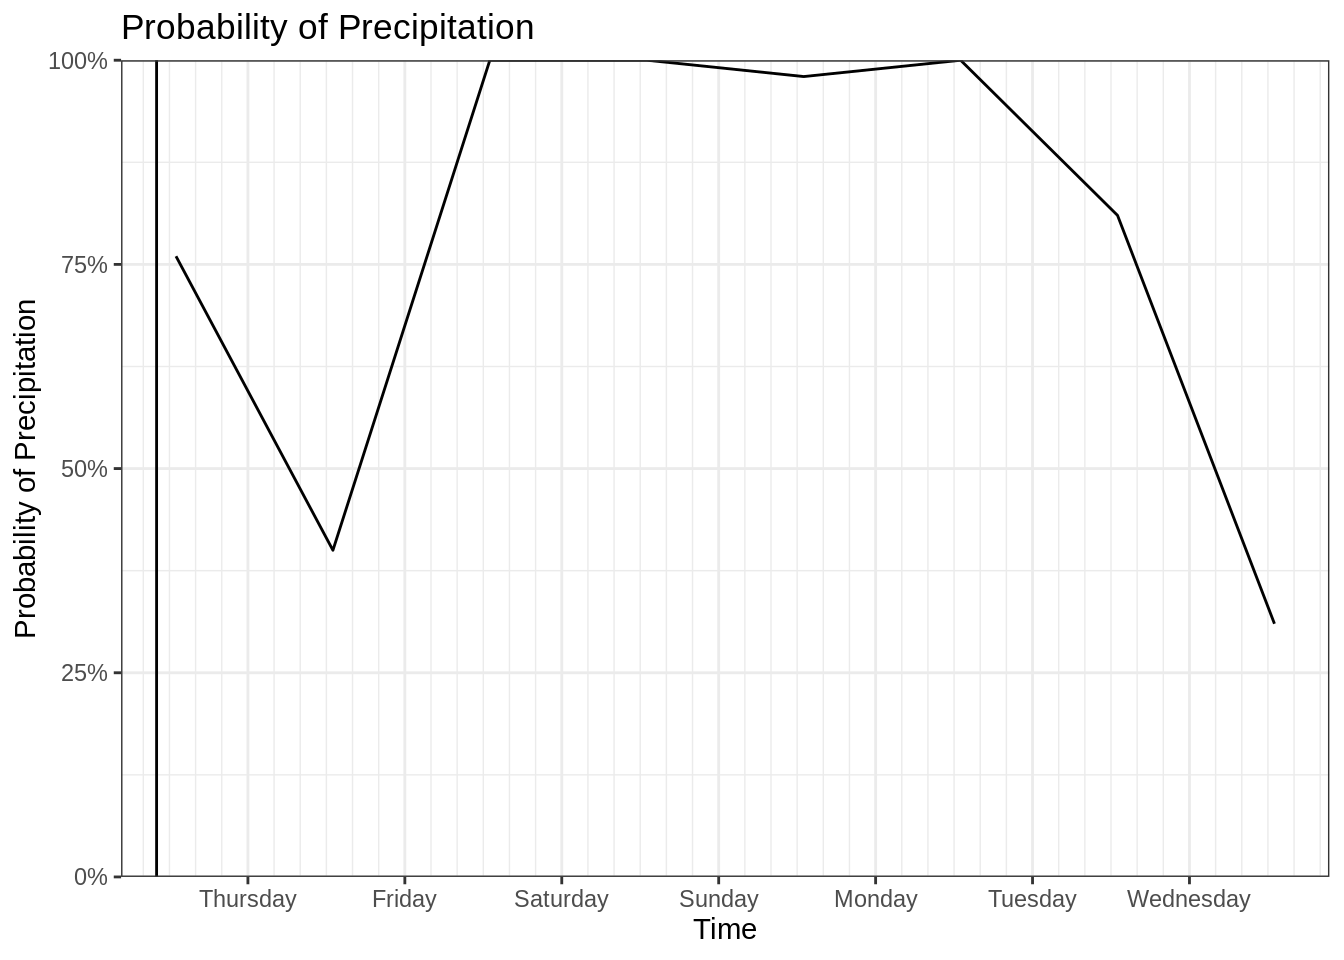 Probability of Precipitation
100%
75%
50%
25%
0%
Probability of Precipitation
Thursday Friday Saturday Sunday Monday Tuesday Wednesday
Time